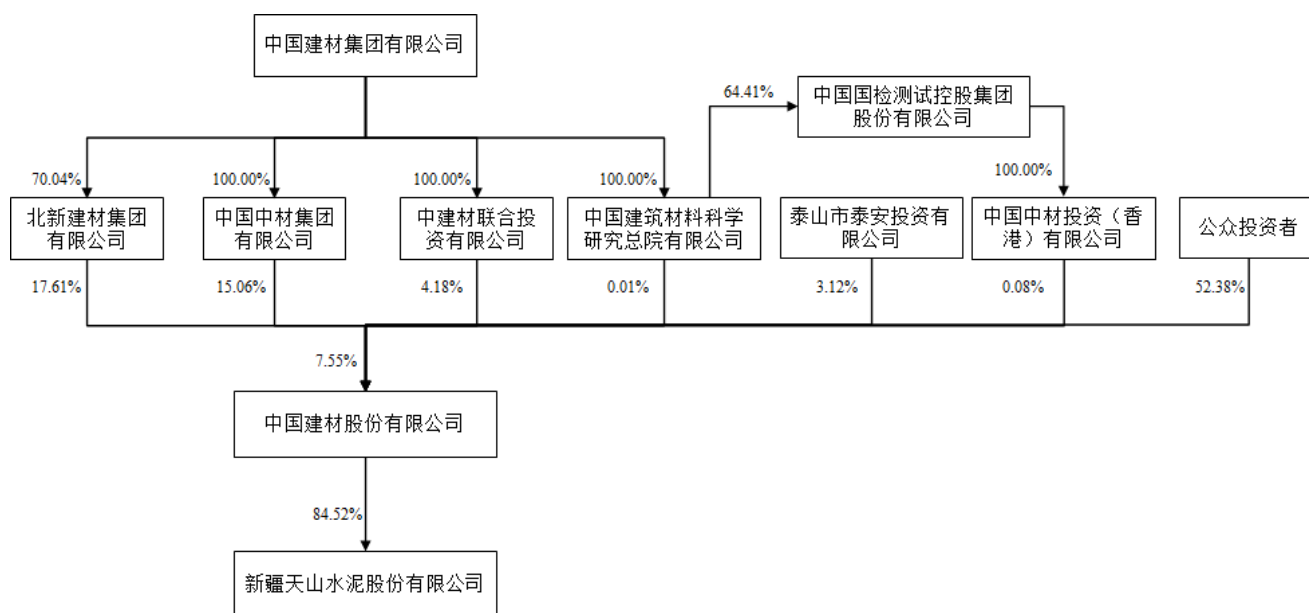 中国建材集团有限公司
64.41%
中国国检测试控股集团
股份有限公司
70.04%
100.00%
100.00%
100.00%
100.00%
北新建材集团
有限公司
中国中材集团
有限公司
中建材联合投
资有限公司
中国建筑材料科学
研究总院有限公司
泰山市泰安投资有
限公司
中国中材投资（香
港）有限公司
公众投资者
17.61%
15.06%
4.18%
0.01%
3.12%
0.08%
52.38%
7.55%
中国建材股份有限公司
84.52%
新疆天山水泥股份有限公司